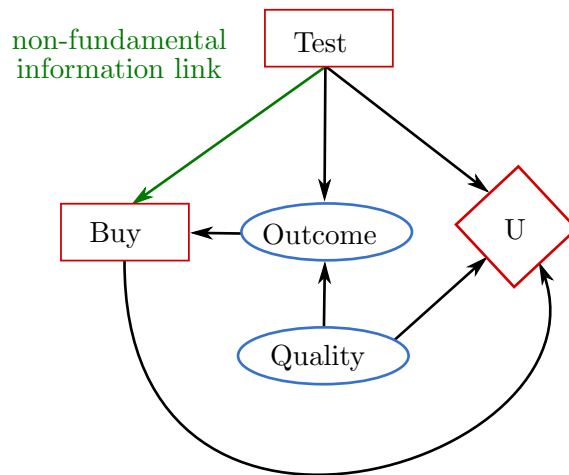 non-fundamental
information link
Test
Buy
Outcome
U
Quality